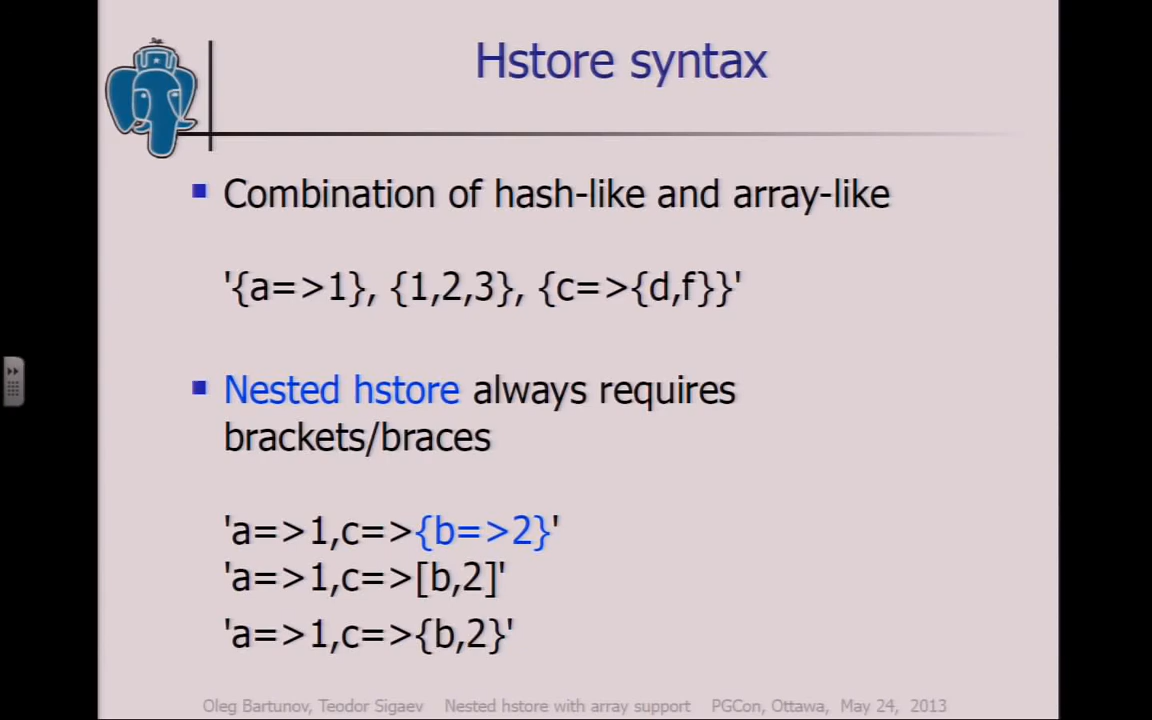 Hstore syntax
Combination of hash-like and array-like
'{a=>1}, {1,2,3}, {c=>{d,f}}'
Nested hstore always requires
brackets/braces
'a=>1,c=>{b=>2}'
'a=>1,c=>[b,2]'
'a=>1,c=>{b,2}'
Oleg Bartunov, Teodor Sigaev Nested hstore with array support PGCon, Ottawa, May 24, 2013